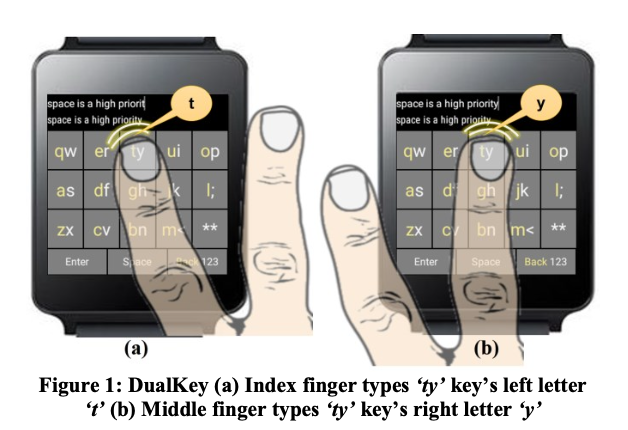 space is a high priorit
t
space is a high priority
qw er ty ui op
as df gh k l;
zx cv bn m< **
Enter Space Back 123
(a)
space is a high priority
y
space is a high priority
qw er ty ui op
as d gh jk l;
zx cv bn m< **
Enter Space Back 123
(b)
Figure 1: DualKey (a) Index finger types ‘ty’ key’s left letter
‘t’ (b) Middle finger types ‘ty’ key’s right letter ‘y’